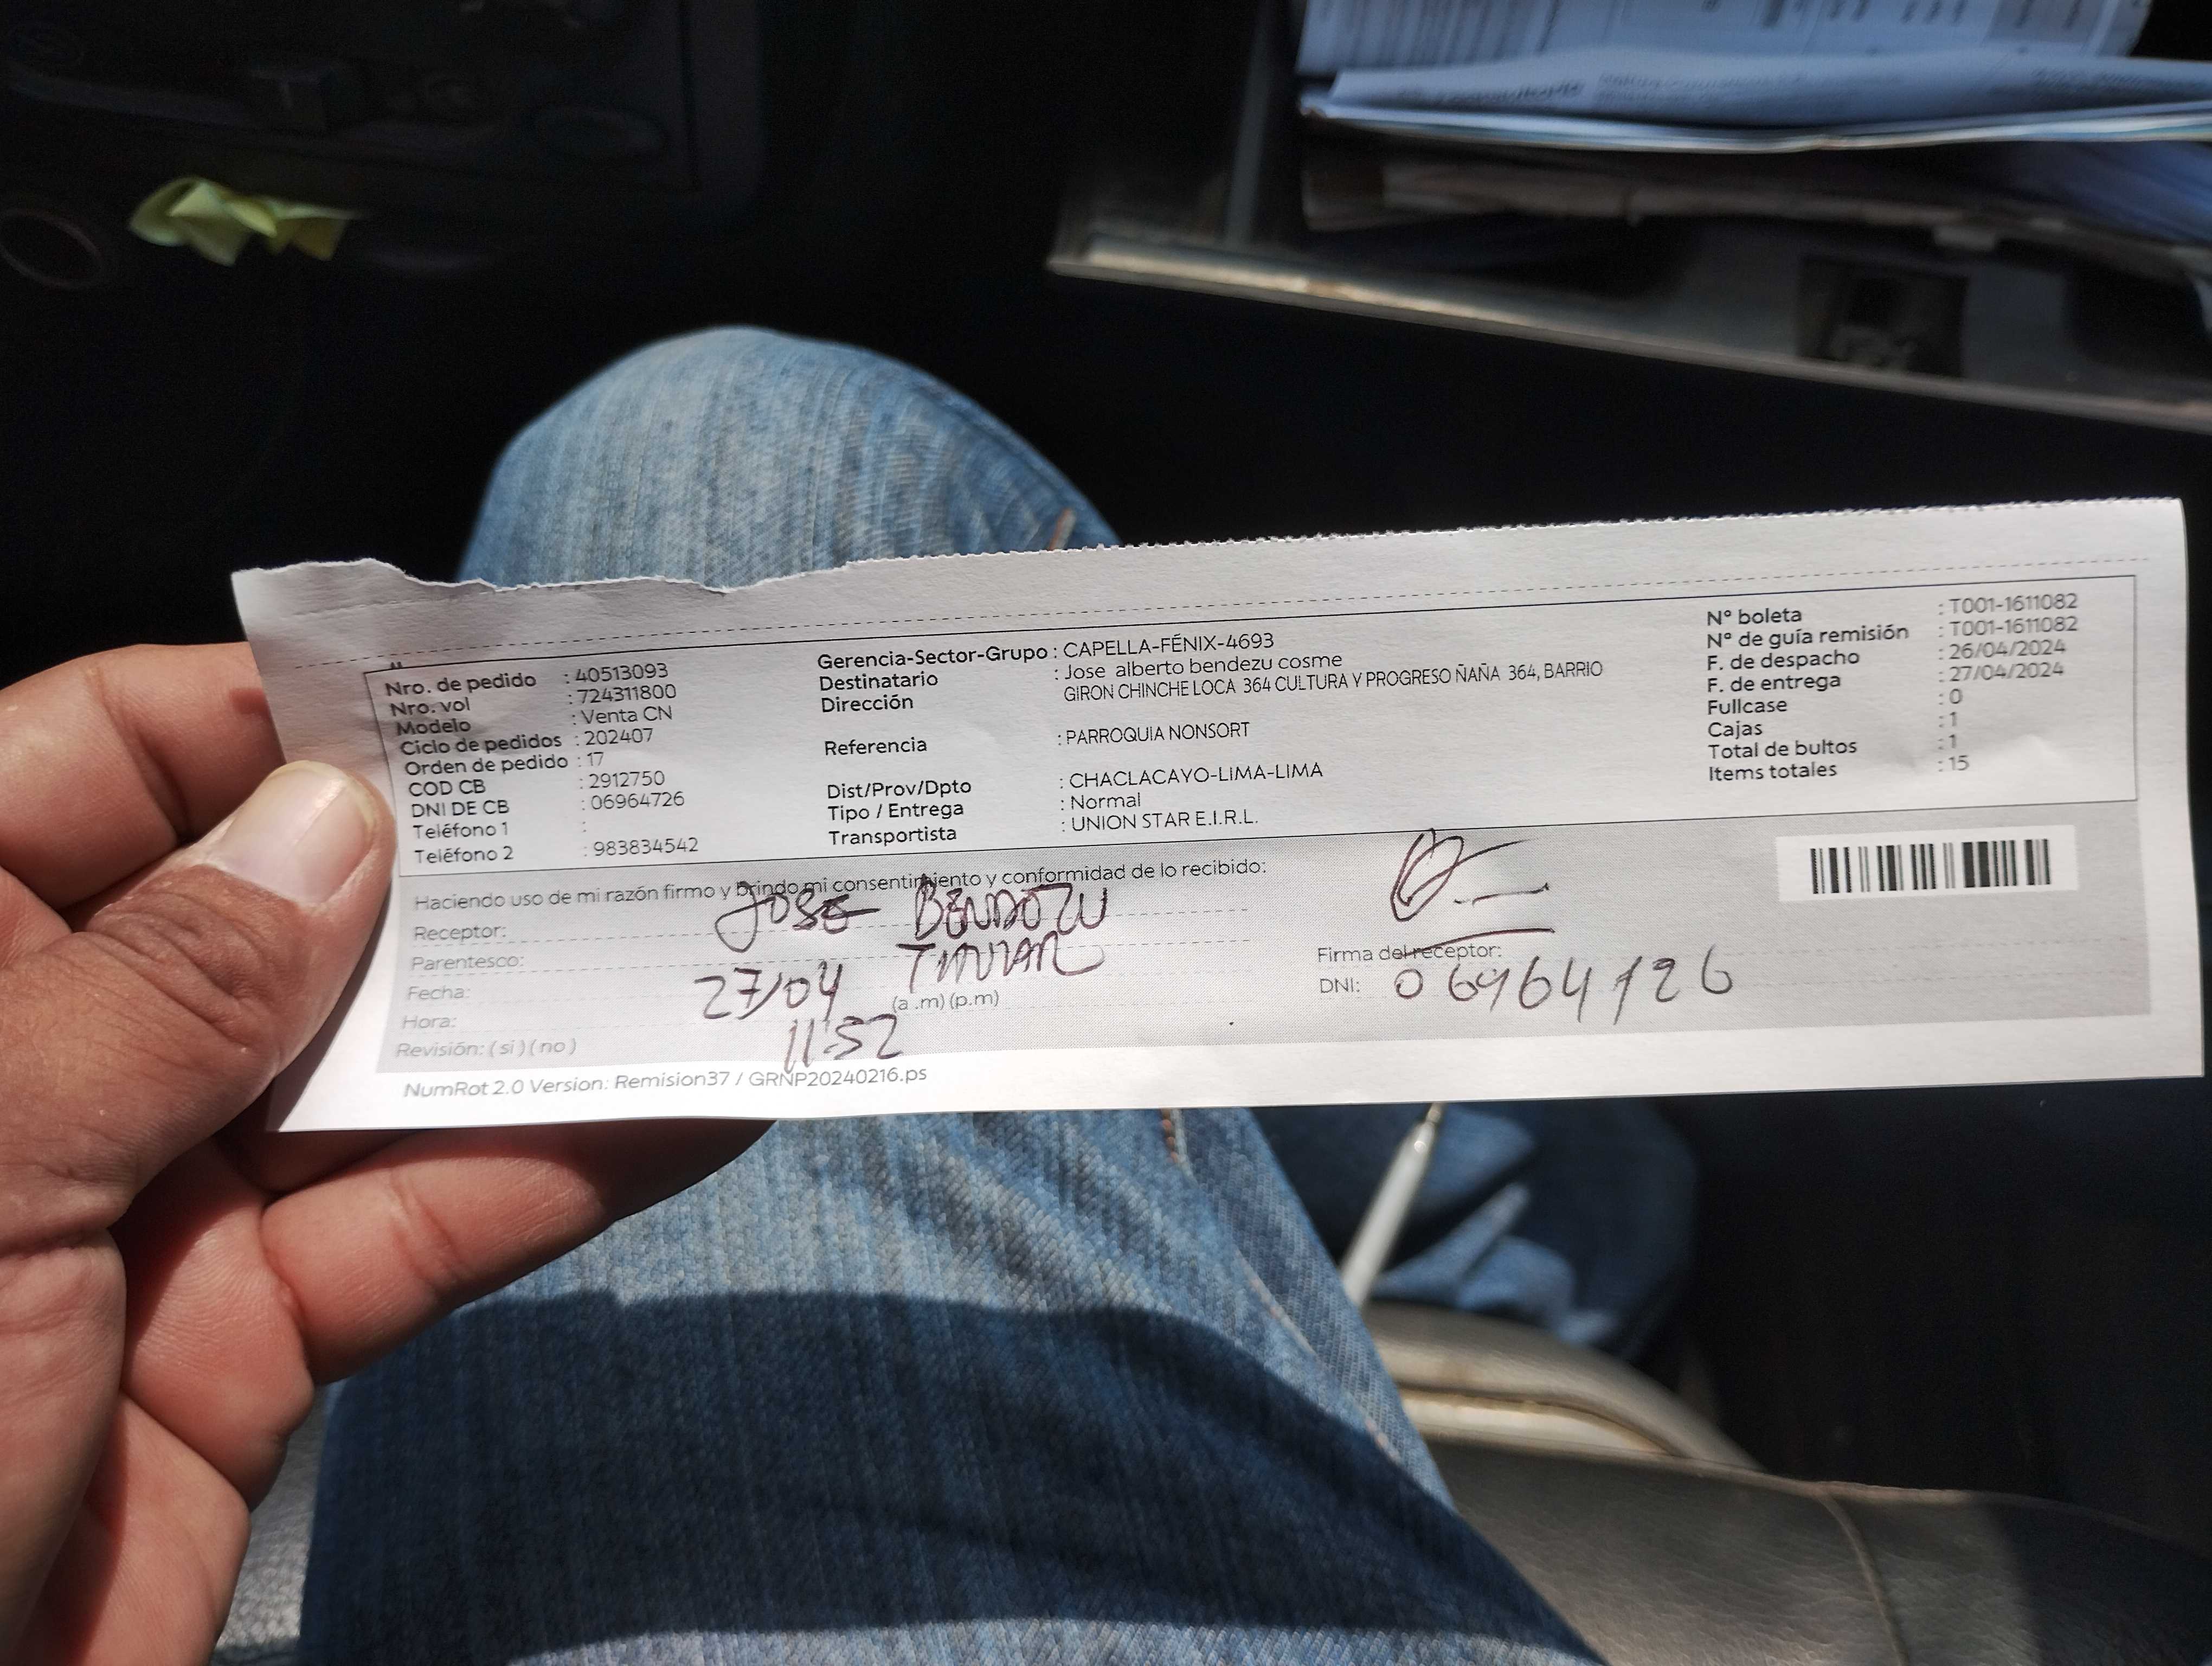 Nro. de pedido : 40513093
Nro. vol : 724311800
Modelo : Venta CN
Ciclo de pedidos : 202407
Orden de pedido : 17
COD CB : 2912750
DNI DE CB : 06964726
Teléfono 1 :
Teléfono 2 : 983834542
Gerencia-Sector-Grupo : CAPELLA-FÉNIX-4693
Destinatario : Jose alberto bendezu cosme
Dirección GIRON CHINCHE LOCA 364 CULTURA Y PROGRESO ÑAÑA 364, BARRIO
Referencia : PARROQUIA NONSORT
Dist/Prov/Dpto : CHACLACAYO-LIMA-LIMA
Tipo / Entrega : Normal
Transportista : UNION STAR E.I.R.L.
N° boleta : T001-1611082
N° de guía remisión : T001-1611082
F. de despacho : 26/04/2024
F. de entrega : 27/04/2024
Fullcase : 0
Cajas : 1
Total de bultos : 1
Items totales : 15
Haciendo uso de mi razón firmo y brindo mi consentimiento y conformidad de lo recibido:
Receptor: JOSE BENDEZU
Parentesco: TITULAR
Fecha: 27/04
Hora: 11:52 (a .m) (p.m)
Revisión: ( si ) ( no )
Firma del receptor:
DNI: 06964726
NumRot 2.0 Version: Remision37 / GRNP20240216.ps